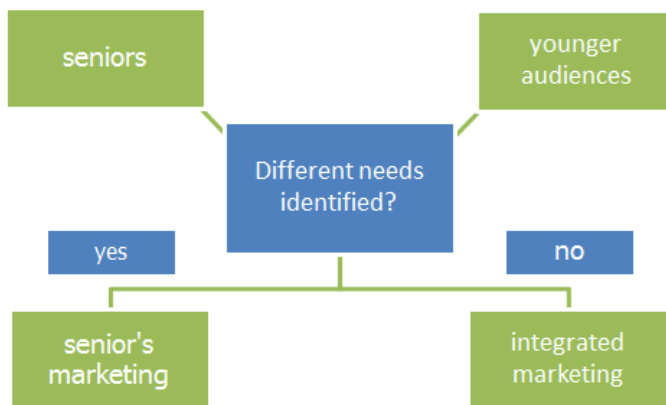 seniors
younger
audiences
Different needs
identified?
yes
no
senior's
marketing
integrated
marketing